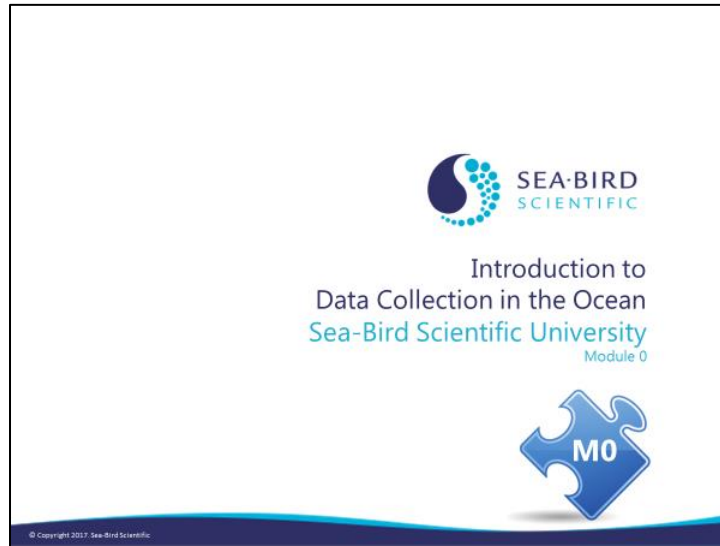 SEA·BIRD
SCIENTIFIC
Introduction to
Data Collection in the Ocean
Sea-Bird Scientific University
Module 0
M0
© Copyright 2017. Sea-Bird Scientific